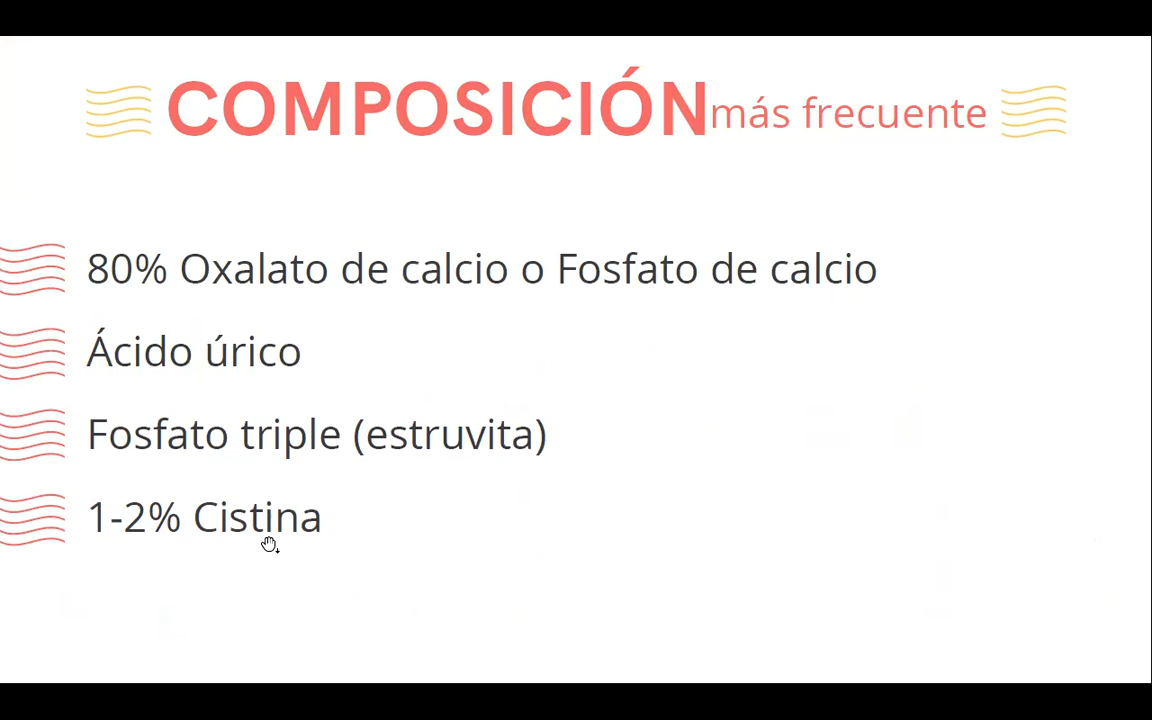 COMPOSICIÓN más frecuente
80% Oxalato de calcio o Fosfato de calcio
Ácido úrico
Fosfato triple (estruvita)
1-2% Cistina